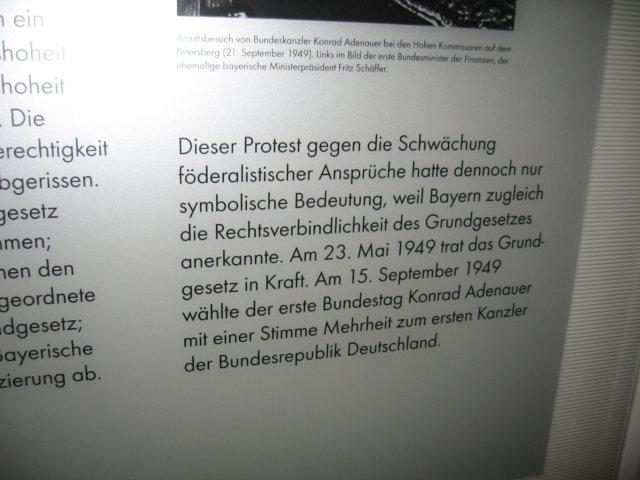 n ein
hoheit
hoheit
. Die
erechtigkeit
bgerissen.
gesetz
mmen;
nen den
geordnete
ndgesetz;
Bayerische
zierung ab.
Antrittsbesuch von Bundeskanzler Konrad Adenauer bei den Hohen Kommissaren auf dem
Petersberg (21. September 1949). Links im Bild der erste Bundesminister der Finanzen, der
ehemalige bayerische Ministerpräsident Fritz Schäffer.
Dieser Protest gegen die Schwächung
föderalistischer Ansprüche hatte dennoch nur
symbolische Bedeutung, weil Bayern zugleich
die Rechtsverbindlichkeit des Grundgesetzes
anerkannte. Am 23. Mai 1949 trat das Grund-
gesetz in Kraft. Am 15. September 1949
wählte der erste Bundestag Konrad Adenauer
mit einer Stimme Mehrheit zum ersten Kanzler
der Bundesrepublik Deutschland.